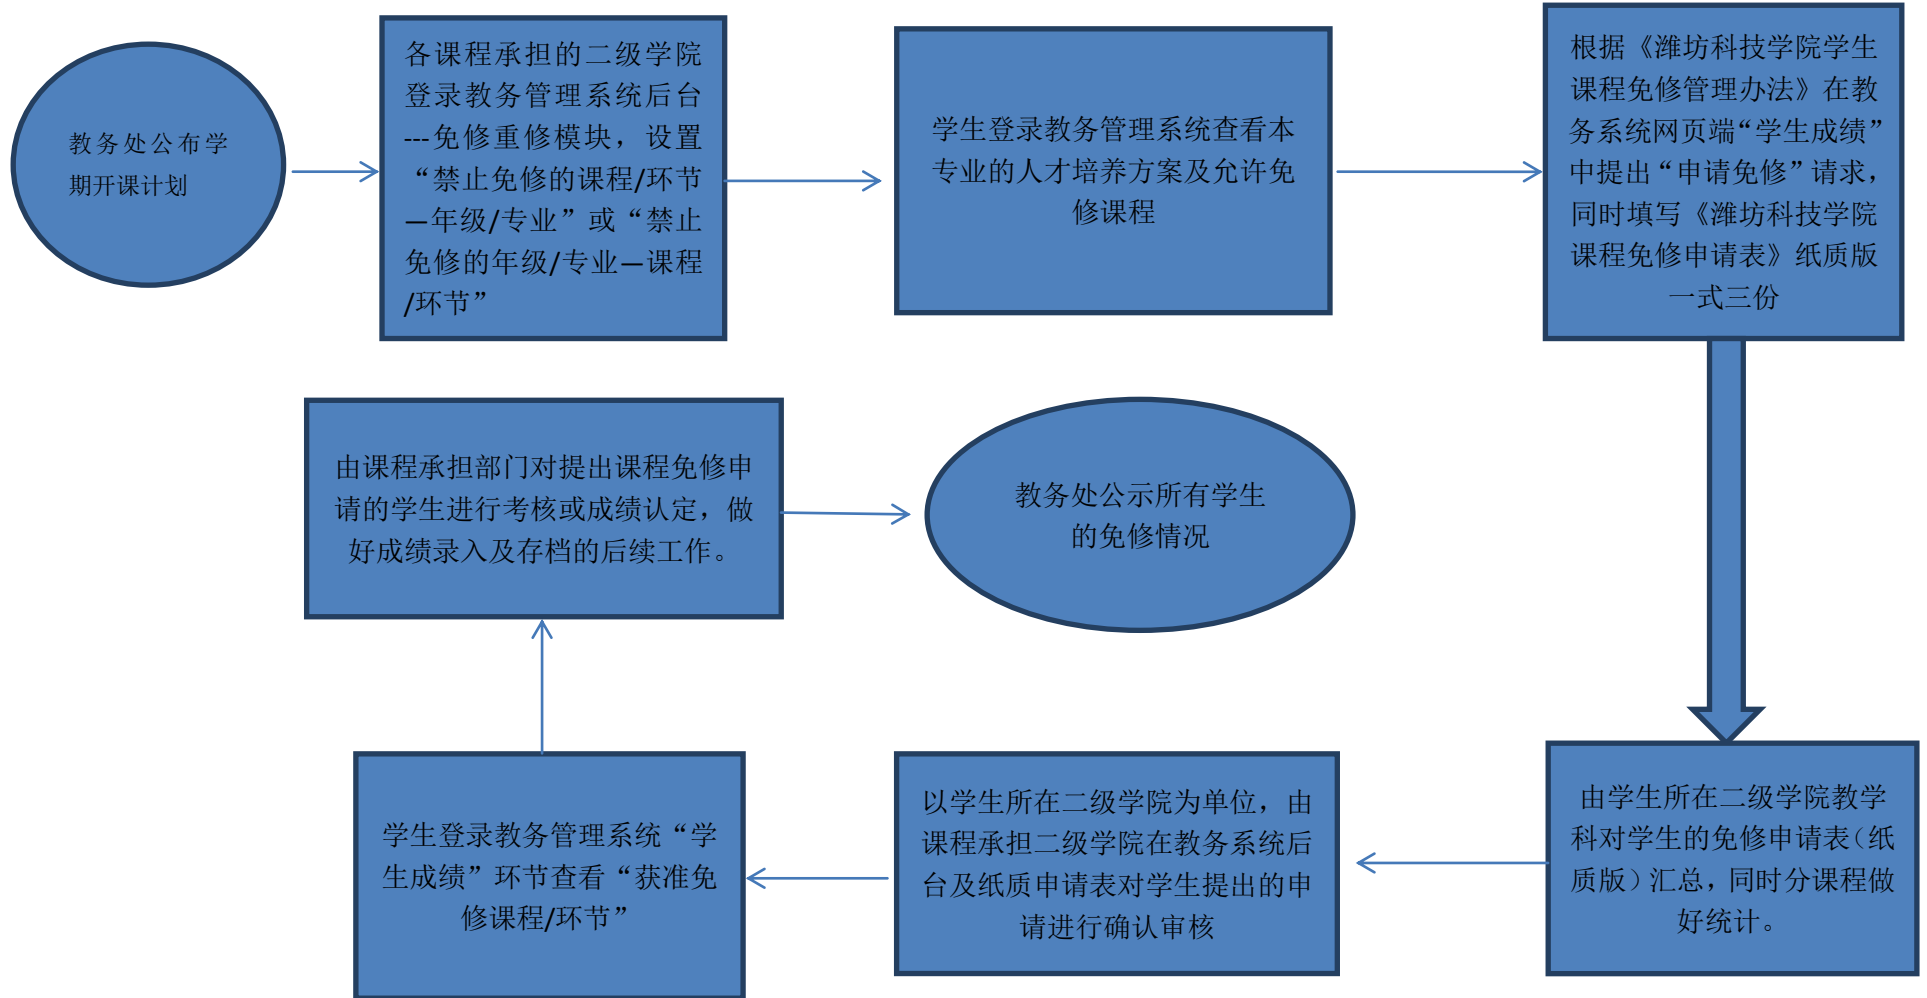 教务处公布学
期开课计划
各课程承担的二级学院
登录教务管理系统后台
---免修重修模块，设置
“禁止免修的课程/环节
—年级/专业”或“禁止
免修的年级/专业—课程
/环节”
学生登录教务管理系统查看本
专业的人才培养方案及允许免
修课程
根据《潍坊科技学院学生
课程免修管理办法》在教
务系统网页端“学生成绩”
中提出“申请免修”请求，
同时填写《潍坊科技学院
课程免修申请表》纸质版
一式三份
由学生所在二级学院教学
科对学生的免修申请表（纸
质版）汇总，同时分课程做
好统计。
以学生所在二级学院为单位，由
课程承担二级学院在教务系统后
台及纸质申请表对学生提出的申
请进行确认审核
学生登录教务管理系统“学
生成绩”环节查看“获准免
修课程/环节”
由课程承担部门对提出课程免修申
请的学生进行考核或成绩认定，做
好成绩录入及存档的后续工作。
教务处公示所有学生
的免修情况